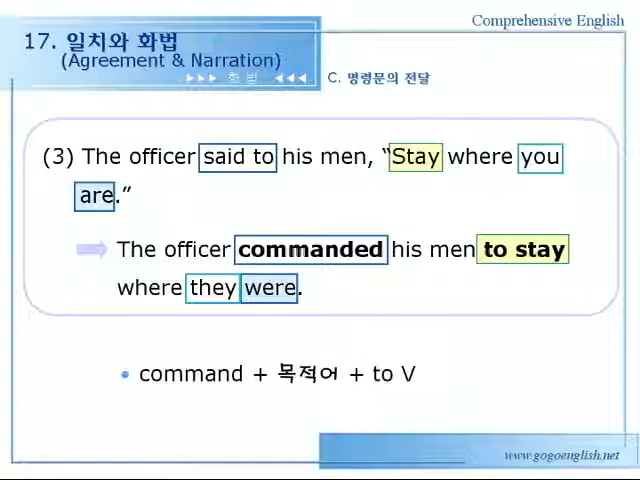 Comprehensive English
17. 일치와 화법
(Agreement & Narration)
▶▶▶ 화 법 ◀◀◀
C. 명령문의 전달
(3) The officer said to his men, “Stay where you
are.”
The officer commanded his men to stay
where they were.
• command + 목적어 + to V
www.gogoenglish.net